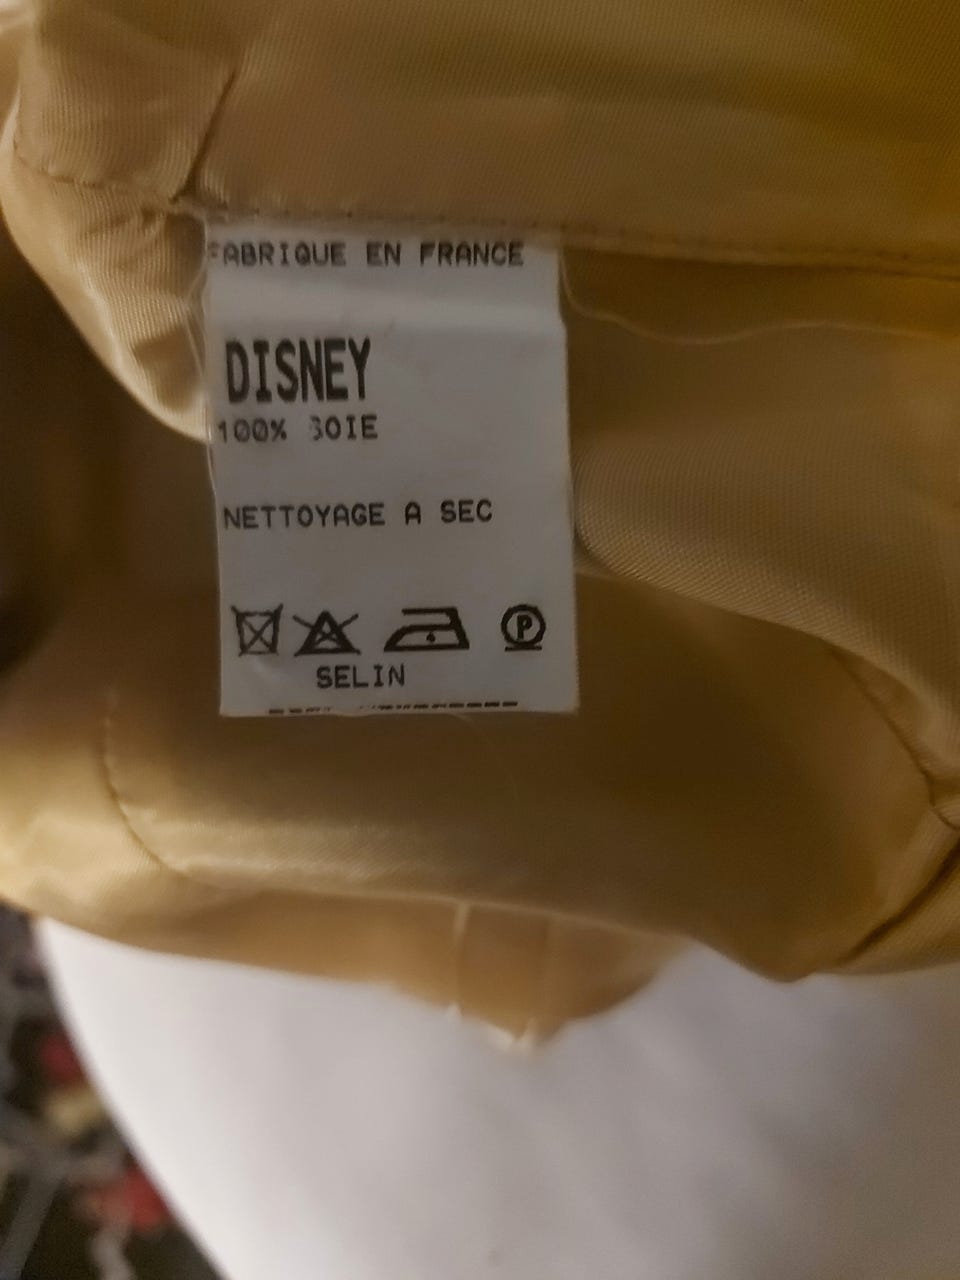 FABRIQUE EN FRANCE
DISNEY
100% SOIE
NETTOYAGE A SEC
P
SELIN